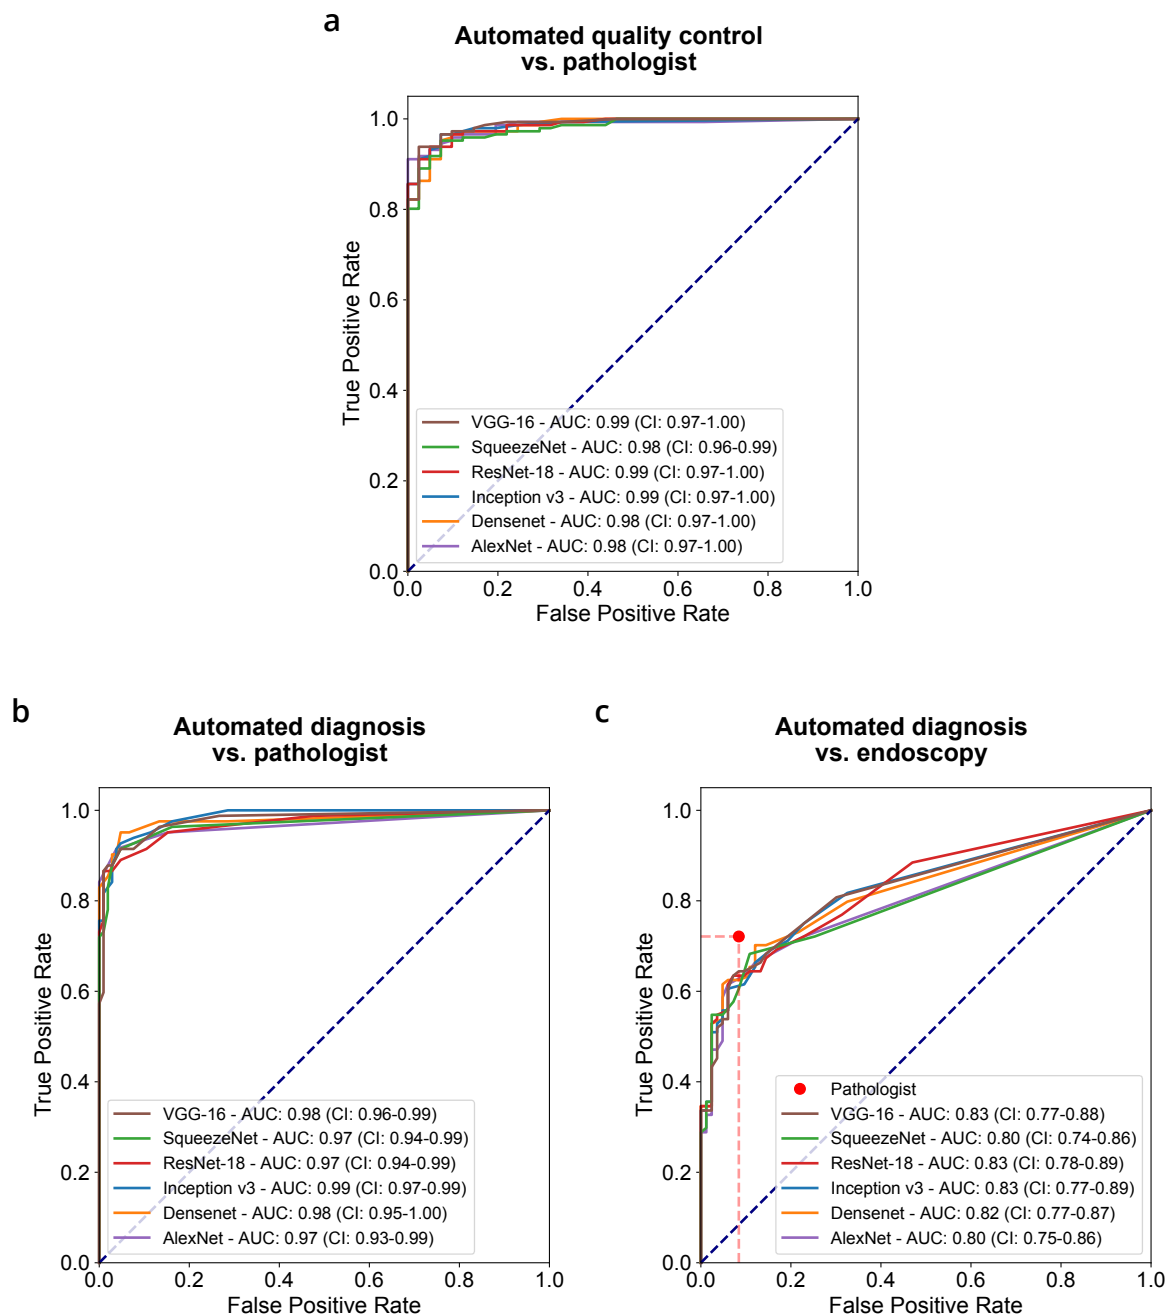 a
Automated quality control
vs. pathologist
True Positive Rate
1.0
0.8
0.6
0.4
0.2
0.0
VGG-16 - AUC: 0.99 (CI: 0.97-1.00)
SqueezeNet - AUC: 0.98 (CI: 0.96-0.99)
ResNet-18 - AUC: 0.99 (CI: 0.97-1.00)
Inception v3 - AUC: 0.99 (CI: 0.97-1.00)
Densenet - AUC: 0.98 (CI: 0.97-1.00)
AlexNet - AUC: 0.98 (CI: 0.97-1.00)
0.0 0.2 0.4 0.6 0.8 1.0
False Positive Rate
b
Automated diagnosis
vs. pathologist
True Positive Rate
1.0
0.8
0.6
0.4
0.2
0.0
VGG-16 - AUC: 0.98 (CI: 0.96-0.99)
SqueezeNet - AUC: 0.97 (CI: 0.94-0.99)
ResNet-18 - AUC: 0.97 (CI: 0.94-0.99)
Inception v3 - AUC: 0.99 (CI: 0.97-0.99)
Densenet - AUC: 0.98 (CI: 0.95-1.00)
AlexNet - AUC: 0.97 (CI: 0.93-0.99)
0.0 0.2 0.4 0.6 0.8 1.0
False Positive Rate
c
Automated diagnosis
vs. endoscopy
True Positive Rate
1.0
0.8
0.6
0.4
0.2
0.0
Pathologist
VGG-16 - AUC: 0.83 (CI: 0.77-0.88)
SqueezeNet - AUC: 0.80 (CI: 0.74-0.86)
ResNet-18 - AUC: 0.83 (CI: 0.78-0.89)
Inception v3 - AUC: 0.83 (CI: 0.77-0.89)
Densenet - AUC: 0.82 (CI: 0.77-0.87)
AlexNet - AUC: 0.80 (CI: 0.75-0.86)
0.0 0.2 0.4 0.6 0.8 1.0
False Positive Rate